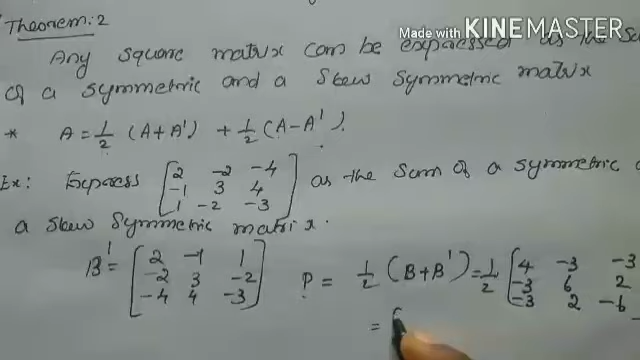 Made with KINEMASTER
Theorem:2
Any square matrix can be expressed as the
of a symmetric and a skew symmetric matrix
* A = 1/2 (A+A') + 1/2 (A-A').
Ex: Express [2 -2 -4
-1 3 4
1 -2 -3] as the sum of a symmetric
a skew symmetric matrix.
B' = [2 -1 1
-2 3 -2
-4 4 -3] P = 1/2 (B+B') = 1/2 [4 -3 -3
-3 6 2
-3 2 -6
= [